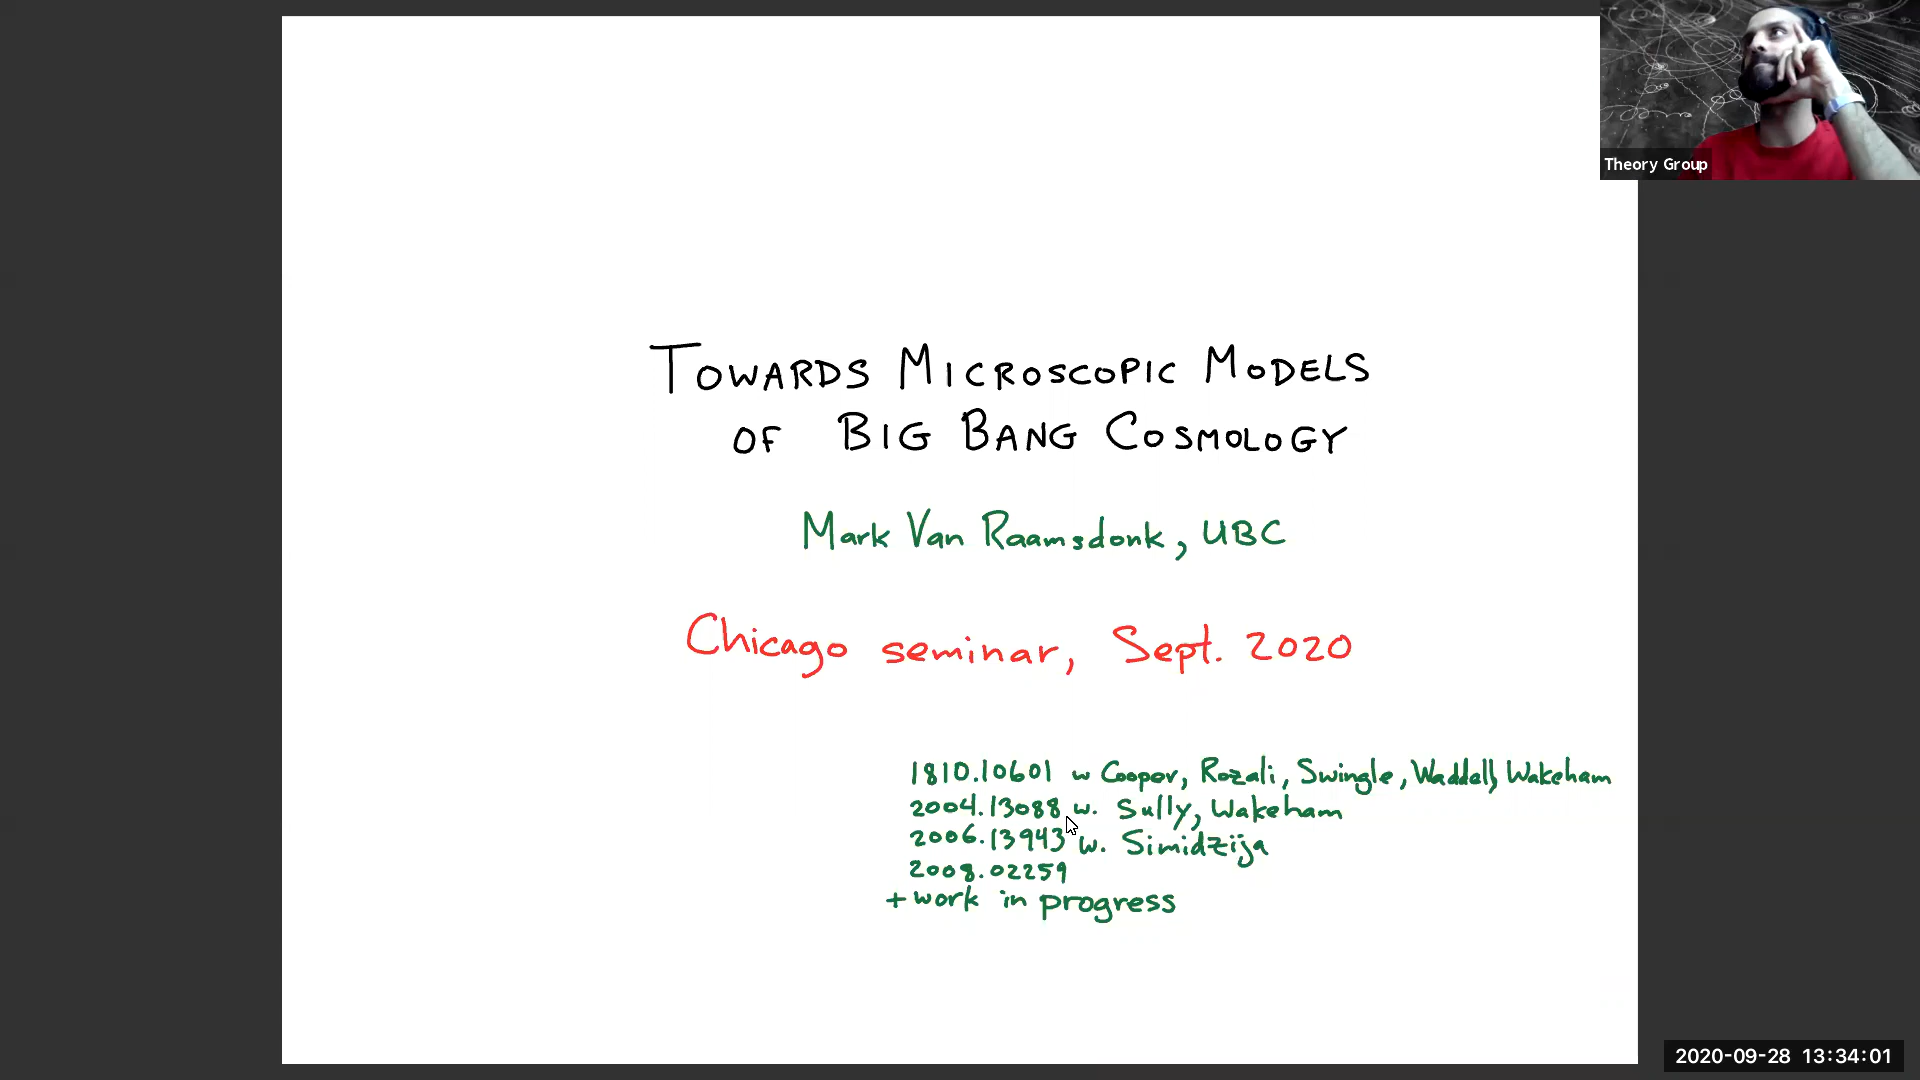 Theory Group
TOWARDS MICROSCOPIC MODELS
OF BIG BANG COSMOLOGY
Mark Van Raamsdonk, UBC
Chicago seminar, Sept. 2020
1810.10601 w Cooper, Rozali, Swingle, Waddell, Wakeham
2004.13088 w. Sully, Wakeham
2006.13943 w. Simidzija
2008.02259
+ work in progress
2020-09-28 13:34:01